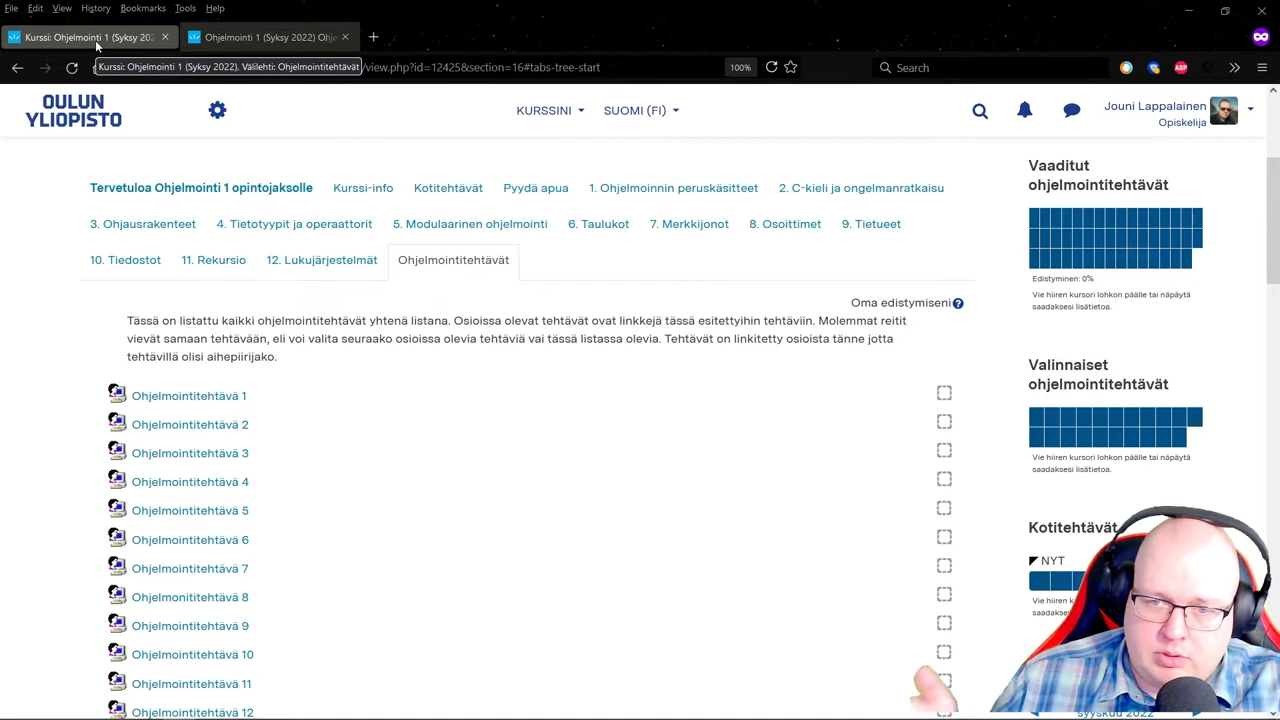 File Edit View History Bookmarks Tools Help
Kurssi: Ohjelmointi 1 (Syksy 202
Ohjelmointi 1 (Syksy 2022) Ohje
Kurssi: Ohjelmointi 1 (Syksy 2022), Välilehti: Ohjelmointitehtävät
/view.php?id=12425&section=16#tabs-tree-start
100%
Search
ABP
OULUN
YLIOPISTO
KURSSINI
SUOMI (FI)
Jouni Lappalainen
Opiskelija
Tervetuloa Ohjelmointi 1 opintojaksolle Kurssi-info Kotitehtävät Pyydä apua 1. Ohjelmoinnin peruskäsitteet 2. C-kieli ja ongelmanratkaisu
3. Ohjausrakenteet 4. Tietotyypit ja operaattorit 5. Modulaarinen ohjelmointi 6. Taulukot 7. Merkkijonot 8. Osoittimet 9. Tietueet
10. Tiedostot 11. Rekursio 12. Lukujärjestelmät Ohjelmointitehtävät
Oma edistymiseni
Tässä on listattu kaikki ohjelmointitehtävät yhtenä listana. Osioissa olevat tehtävät ovat linkkejä tässä esitettyihin tehtäviin. Molemmat reitit
vievät samaan tehtävään, eli voi valita seuraako osioissa olevia tehtäviä vai tässä listassa olevia. Tehtävät on linkitetty osioista tänne jotta
tehtävillä olisi aihepiirijako.
Ohjelmointitehtävä 1
Ohjelmointitehtävä 2
Ohjelmointitehtävä 3
Ohjelmointitehtävä 4
Ohjelmointitehtävä 5
Ohjelmointitehtävä 6
Ohjelmointitehtävä 7
Ohjelmonititehtävä 8
Ohjelmointitehtävä 9
Ohjelmointitehtävä 10
Ohjelmointitehtävä 11
Ohjelmointitehtävä 12
Vaaditut
ohjelmointitehtävät
Edistyminen: 0%
Vie hiiren kursori lohkon päälle tai näpäytä
saadaksesi lisätietoa.
Valinnaiset
ohjelmointitehtävät
Vie hiiren kursori lohkon päälle tai näpäytä
saadaksesi lisätietoa.
Kotitehtävät
NYT
Vie hiiren
syyskuu 2022